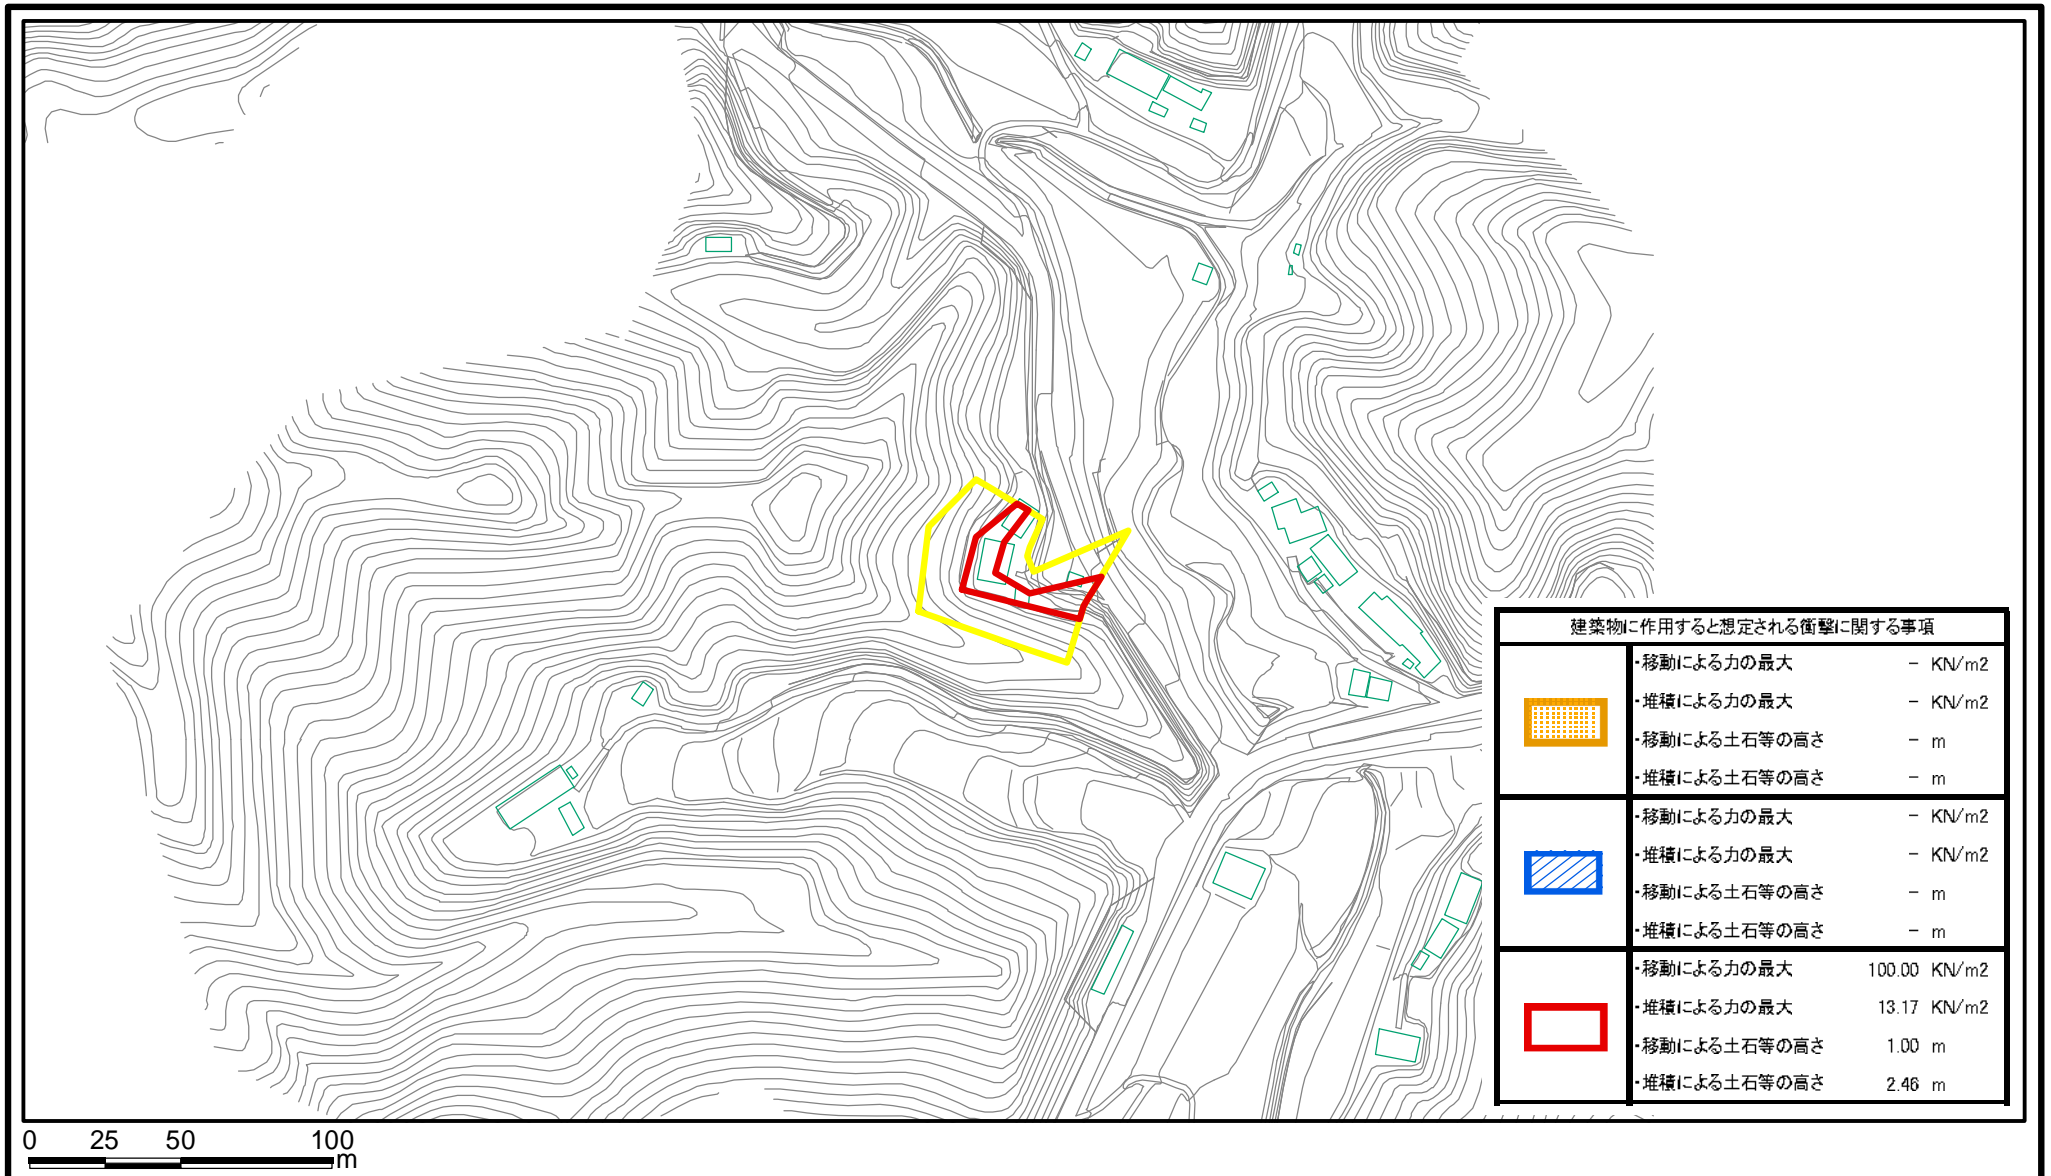 建築物に作用すると想定される衝撃に関する事項
・移動による力の最大 － KN/m2
・堆積による力の最大 － KN/m2
・移動による土石等の高さ － m
・堆積による土石等の高さ － m
・移動による力の最大 － KN/m2
・堆積による力の最大 － KN/m2
・移動による土石等の高さ － m
・堆積による土石等の高さ － m
・移動による力の最大 100.00 KN/m2
・堆積による力の最大 13.17 KN/m2
・移動による土石等の高さ 1.00 m
・堆積による土石等の高さ 2.46 m
0 25 50 100
m